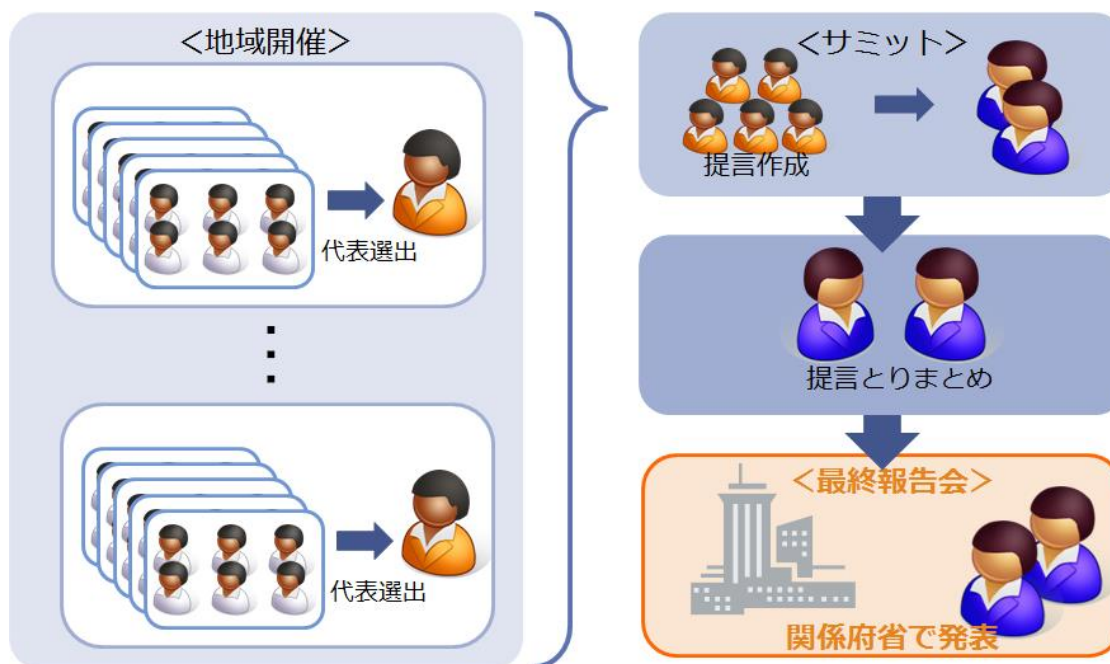 <地域開催>
代表選出
代表選出
<サミット>
提言作成
提言とりまとめ
<最終報告会>
関係府省で発表